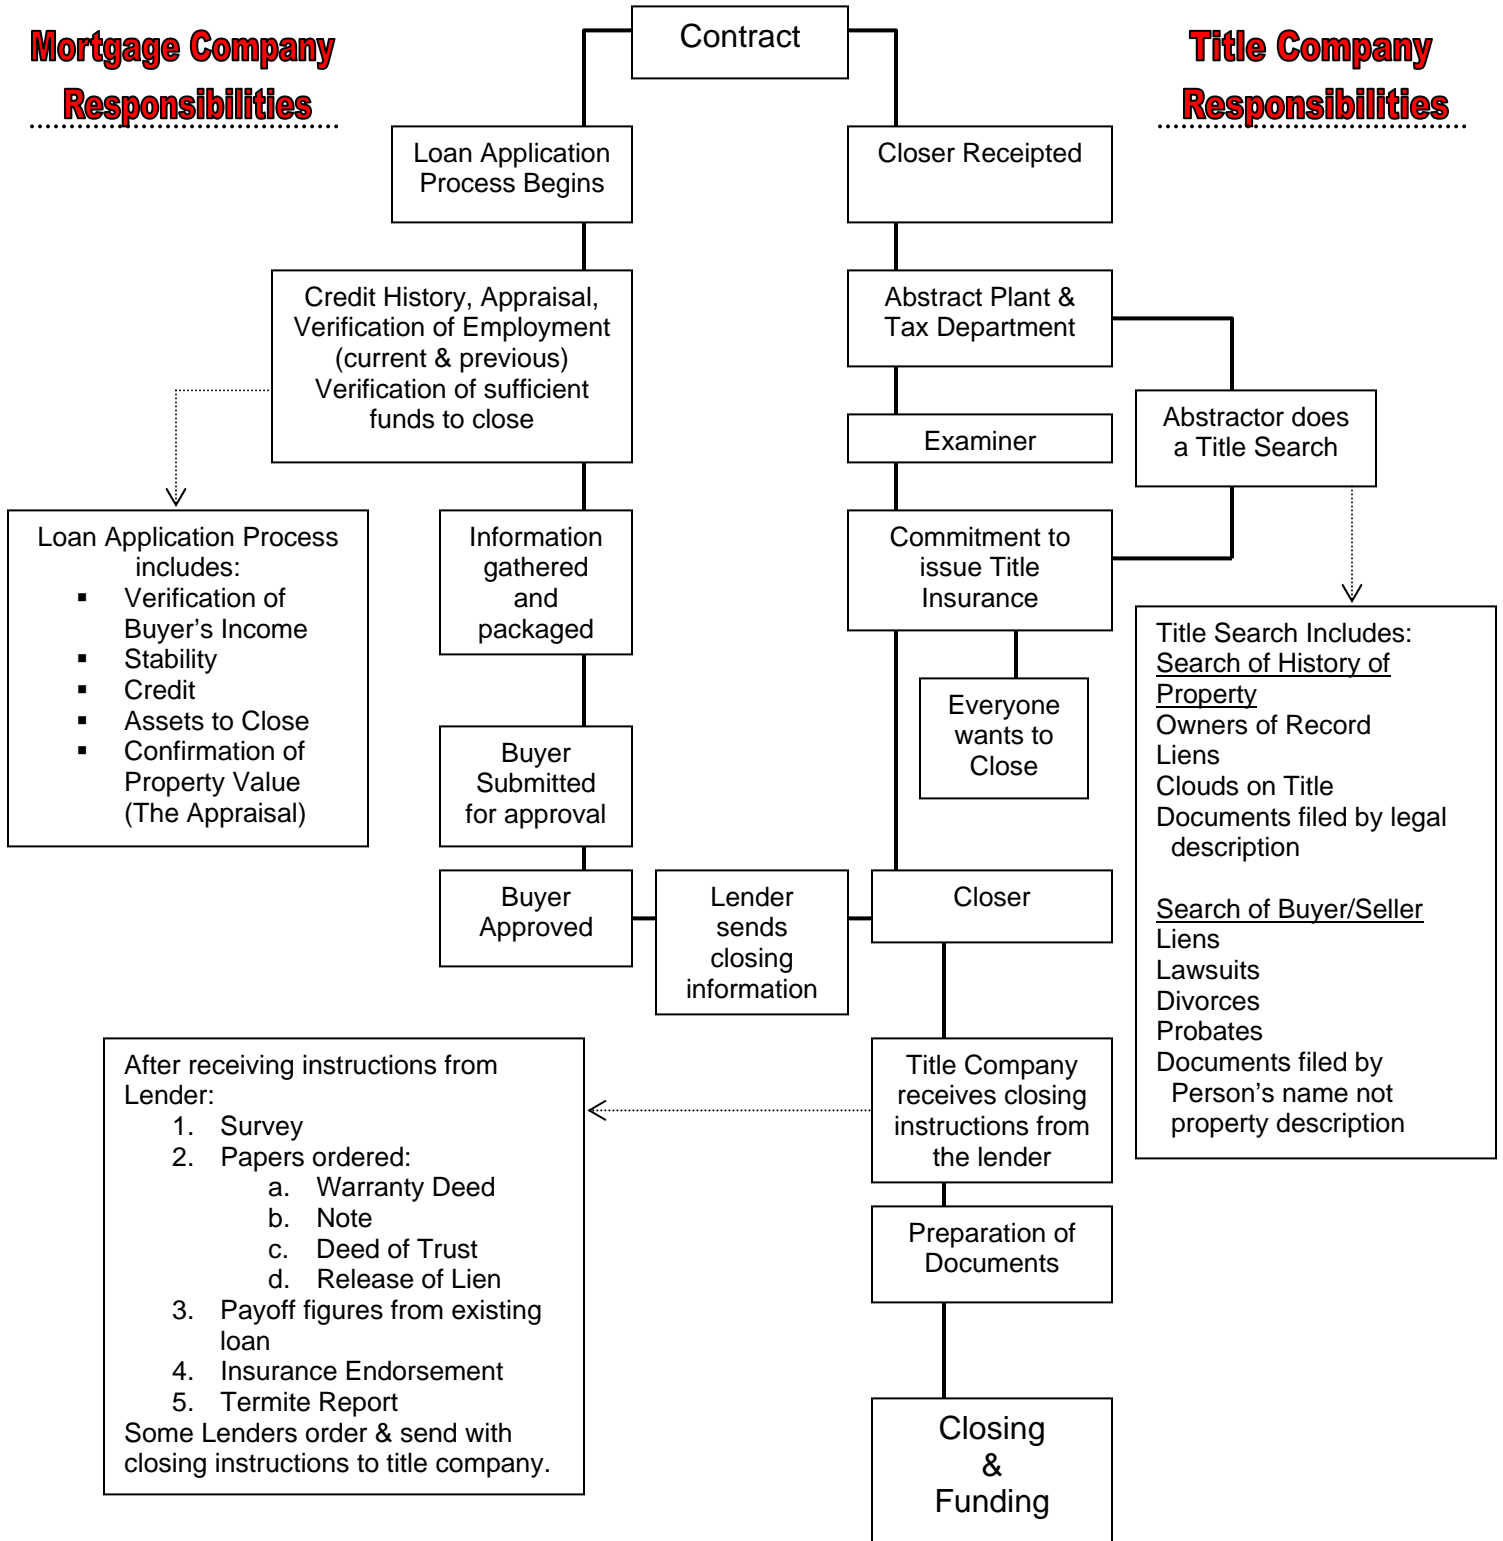 Mortgage Company
Responsibilities
Contract
Title Company
Responsibilities
Loan Application
Process Begins
Closer Receipted
Credit History, Appraisal,
Verification of Employment
(current & previous)
Verification of sufficient
funds to close
Abstract Plant &
Tax Department
Examiner
Abstractor does
a Title Search
Loan Application Process
includes:
▪ Verification of
Buyer’s Income
▪ Stability
▪ Credit
▪ Assets to Close
▪ Confirmation of
Property Value
(The Appraisal)
Information
gathered
and
packaged
Commitment to
issue Title
Insurance
Everyone
wants to
Close
Title Search Includes:
Search of History of
Property
Owners of Record
Liens
Clouds on Title
Documents filed by legal
description
Search of Buyer/Seller
Liens
Lawsuits
Divorces
Probates
Documents filed by
Person’s name not
property description
Buyer
Submitted
for approval
Buyer
Approved
Lender
sends
closing
information
Closer
After receiving instructions from
Lender:
1. Survey
2. Papers ordered:
a. Warranty Deed
b. Note
c. Deed of Trust
d. Release of Lien
3. Payoff figures from existing
loan
4. Insurance Endorsement
5. Termite Report
Some Lenders order & send with
closing instructions to title company.
Title Company
receives closing
instructions from
the lender
Preparation of
Documents
Closing
&
Funding